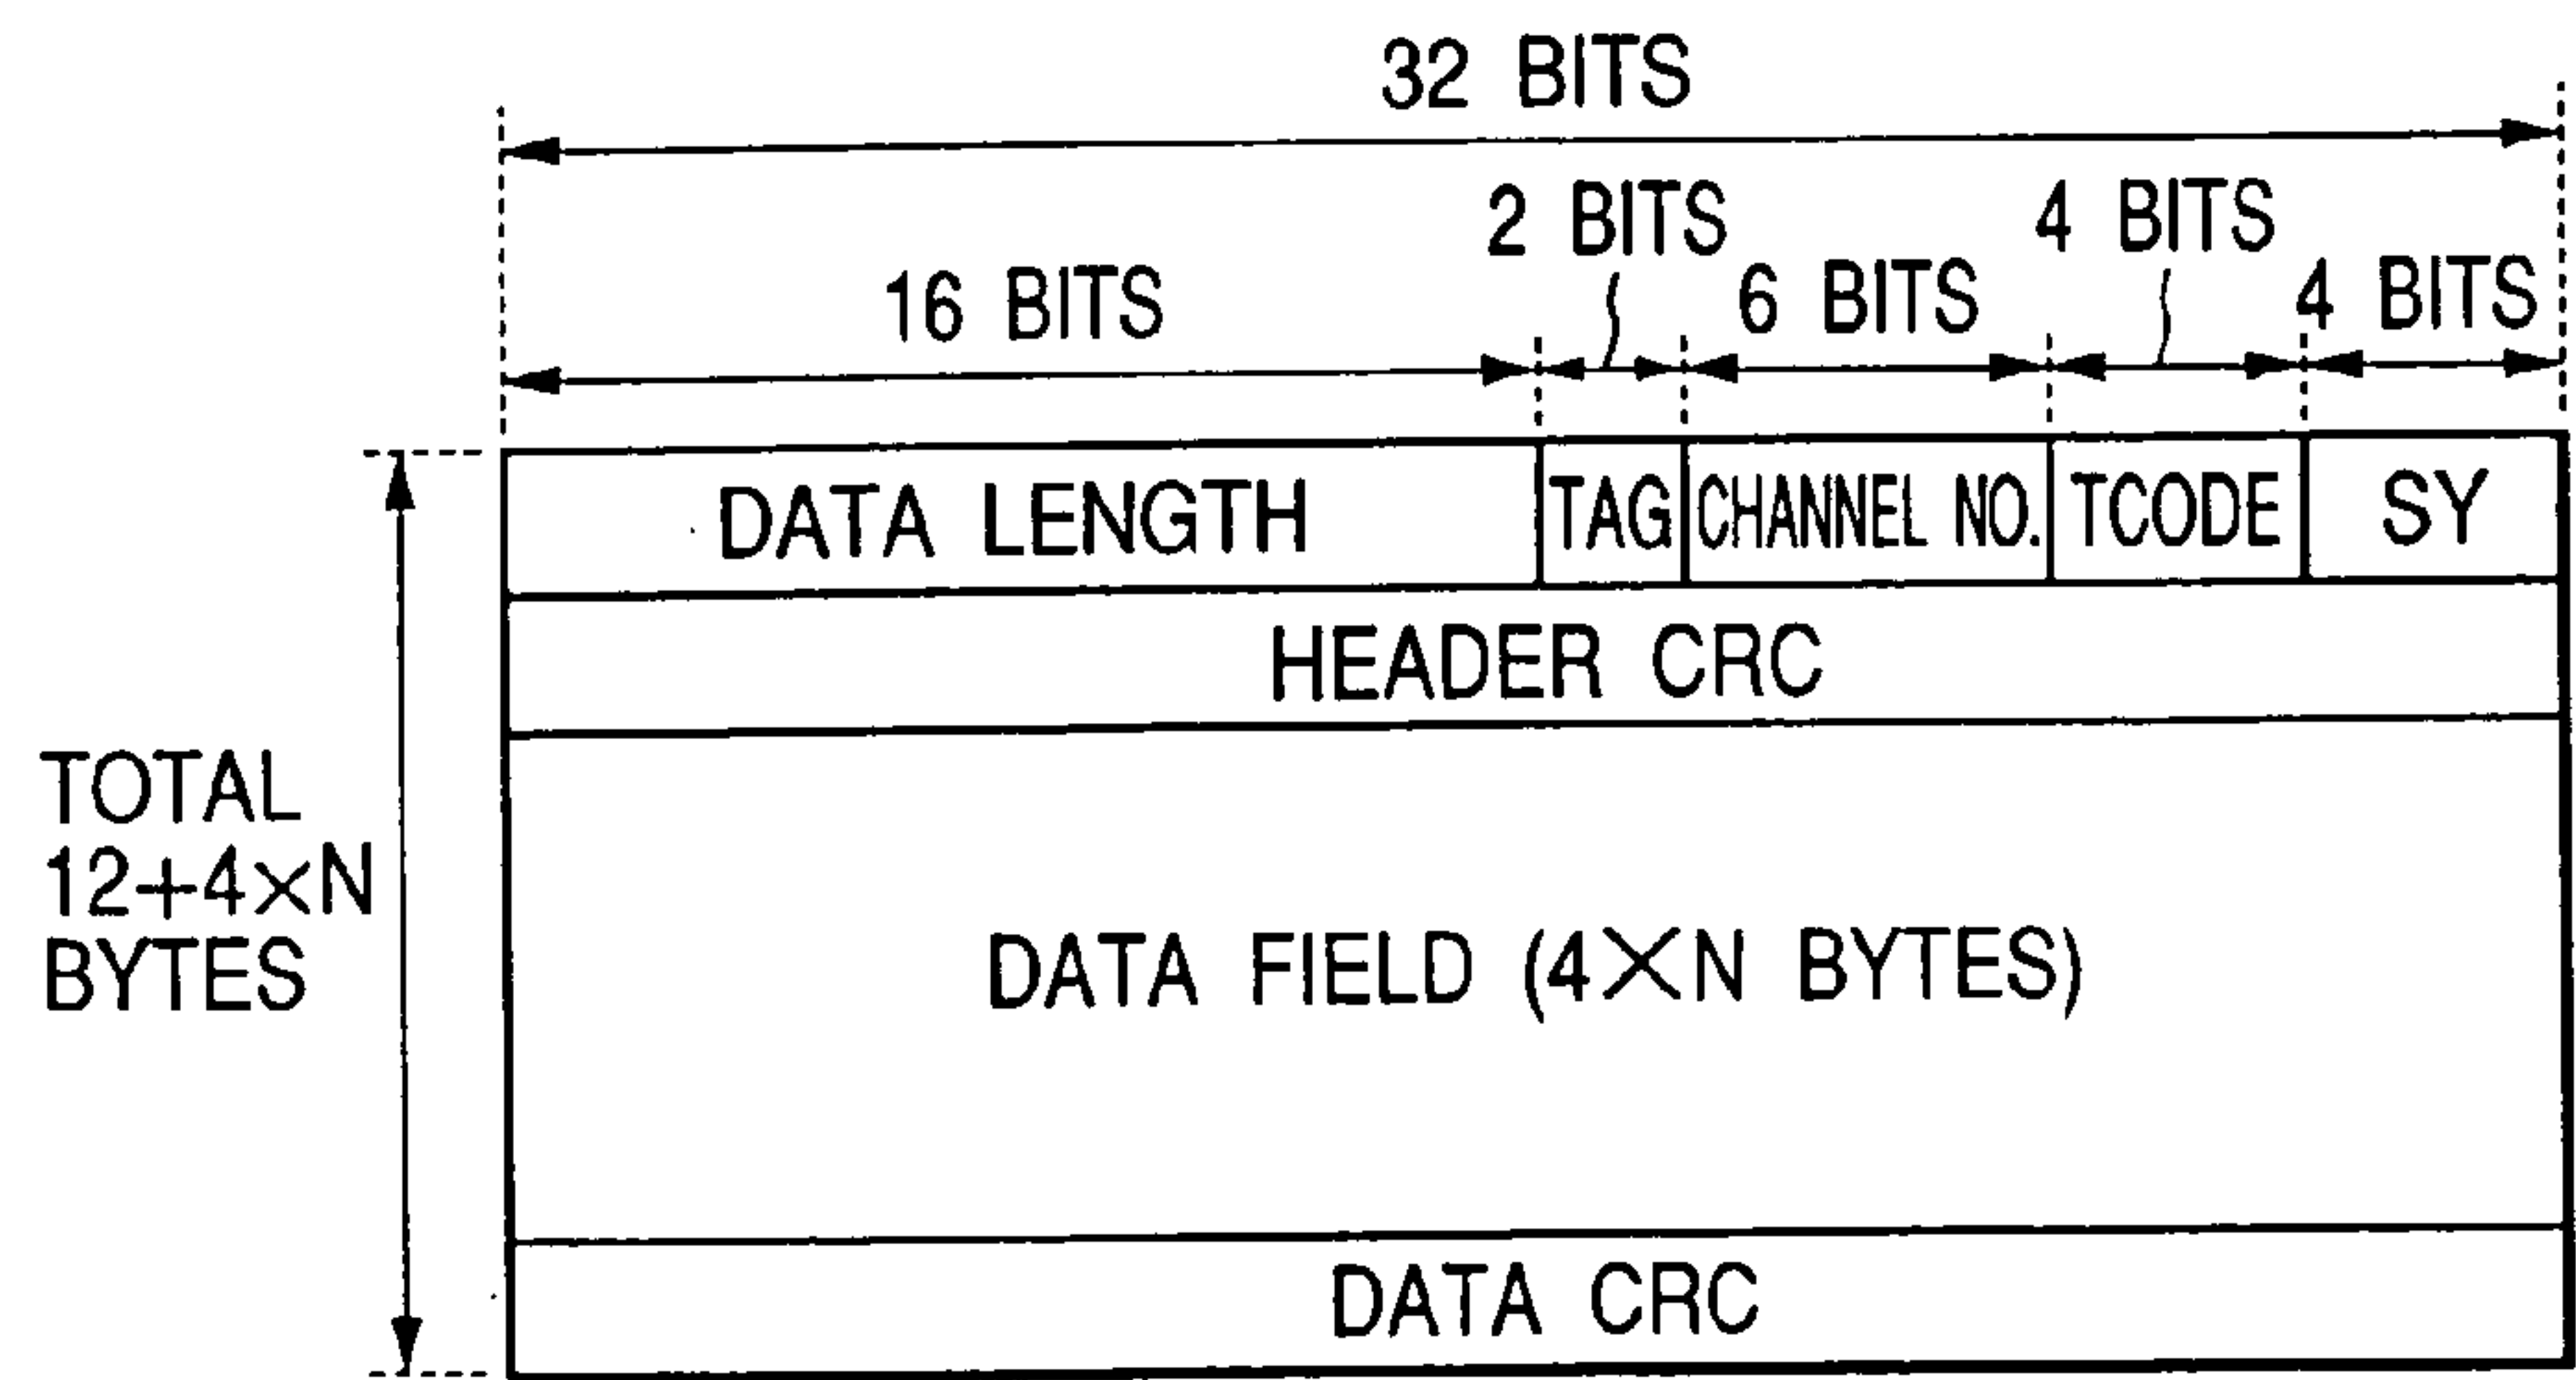 32 BITS
2 BITS
4 BITS
16 BITS
6 BITS
4 BITS
DATA LENGTH
TAG
CHANNEL NO.
TCODE
SY
HEADER CRC
TOTAL
12+4×N
BYTES
DATA FIELD (4×N BYTES)
DATA CRC